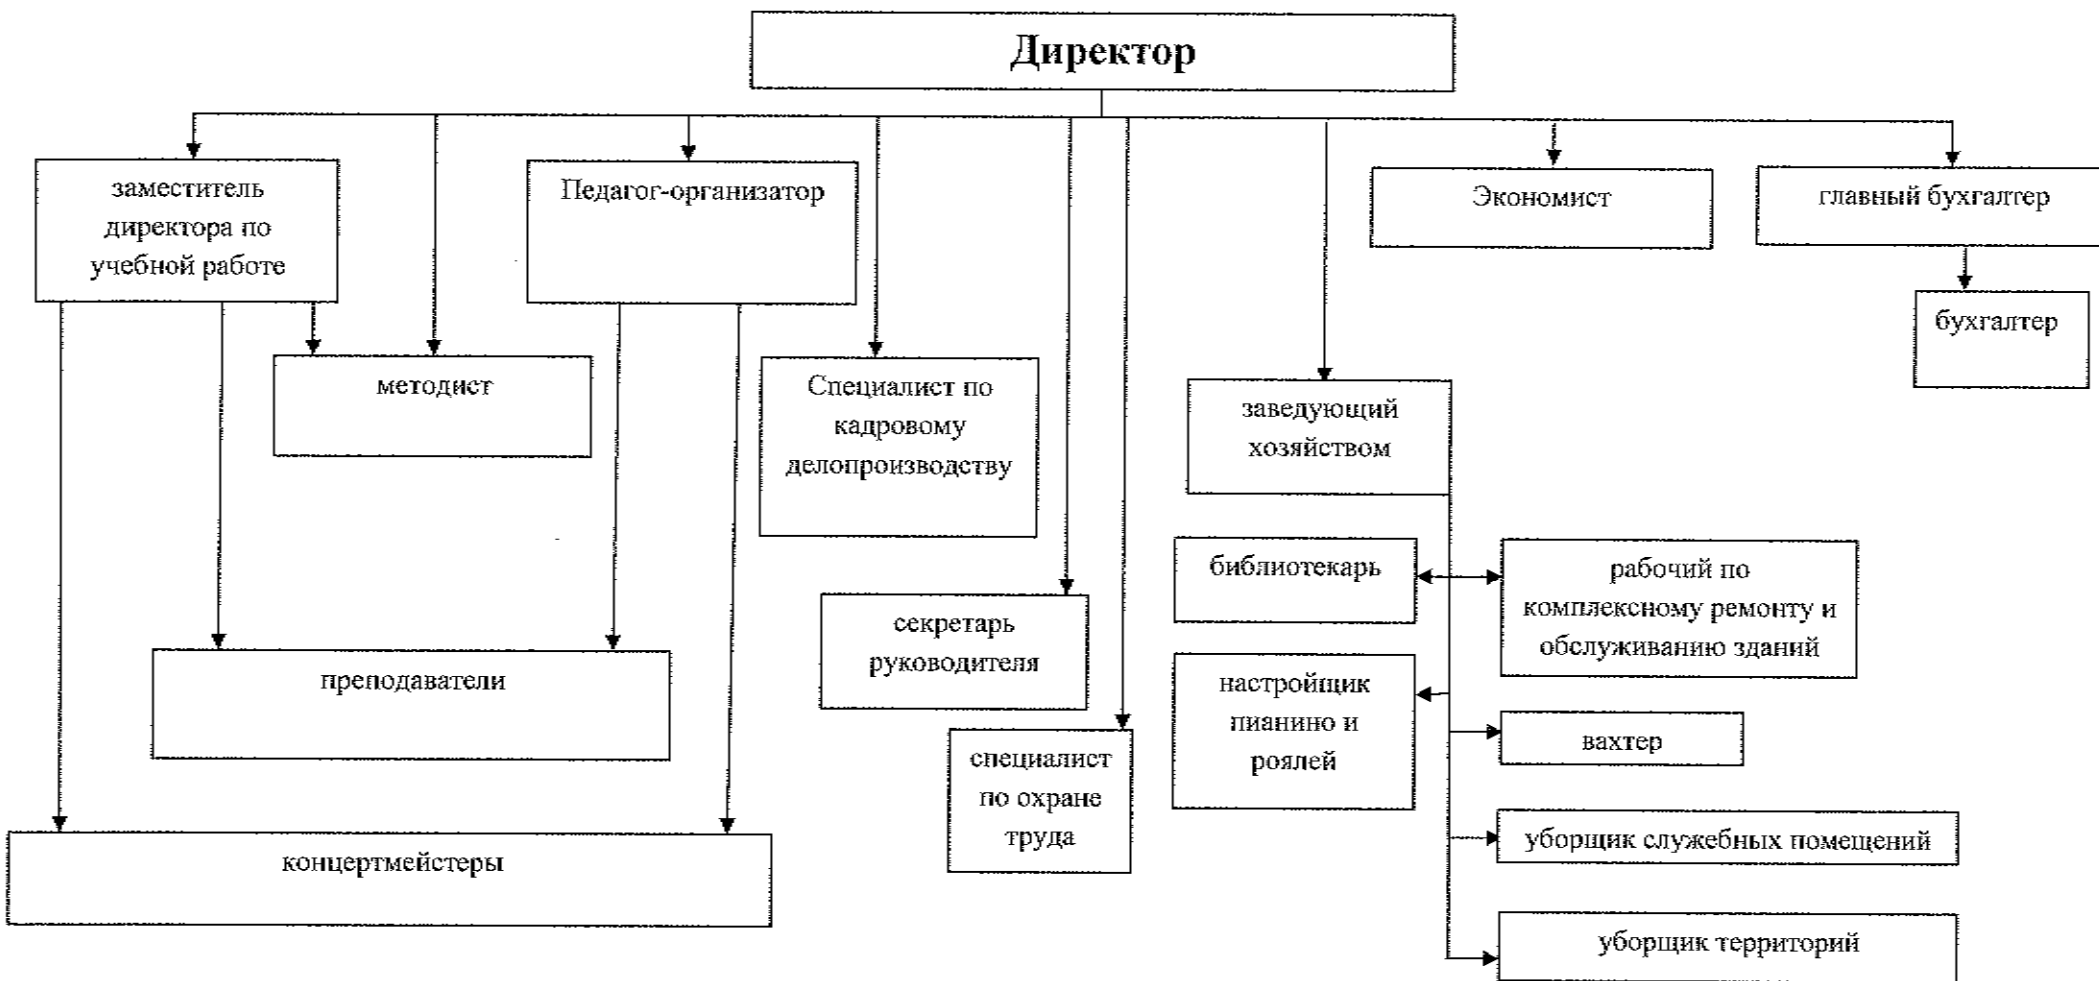 Директор
заместитель
директора по
учебной работе
Педагог-организатор
Экономист
главный бухгалтер
бухгалтер
методист
Специалист по
кадровому
делопроизводству
заведующий
хозяйством
библиотекарь
рабочий по
комплексному ремонту и
обслуживанию зданий
секретарь
руководителя
преподаватели
настройщик
пианино и
роялей
вахтер
специалист
по охране
труда
уборщик служебных помещений
концертмейстеры
уборщик территорий